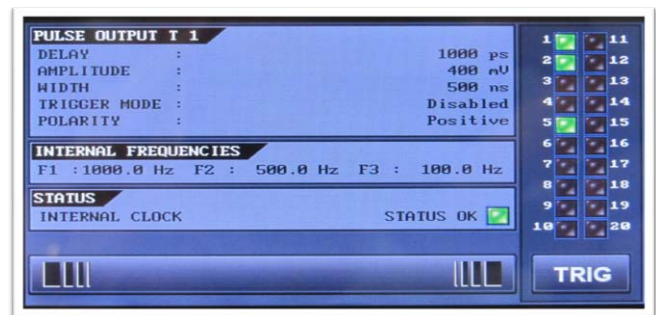 PULSE OUTPUT T 1
DELAY : 1000 ps
AMPLITUDE : 400 mV
WIDTH : 500 ns
TRIGGER MODE : Disabled
POLARITY : Positive
INTERNAL FREQUENCIES
F1 :1000.0 Hz F2 : 500.0 Hz F3 : 100.0 Hz
STATUS
INTERNAL CLOCK STATUS OK
1 11
2 12
3 13
4 14
5 15
6 16
7 17
8 18
9 19
10 20
TRIG